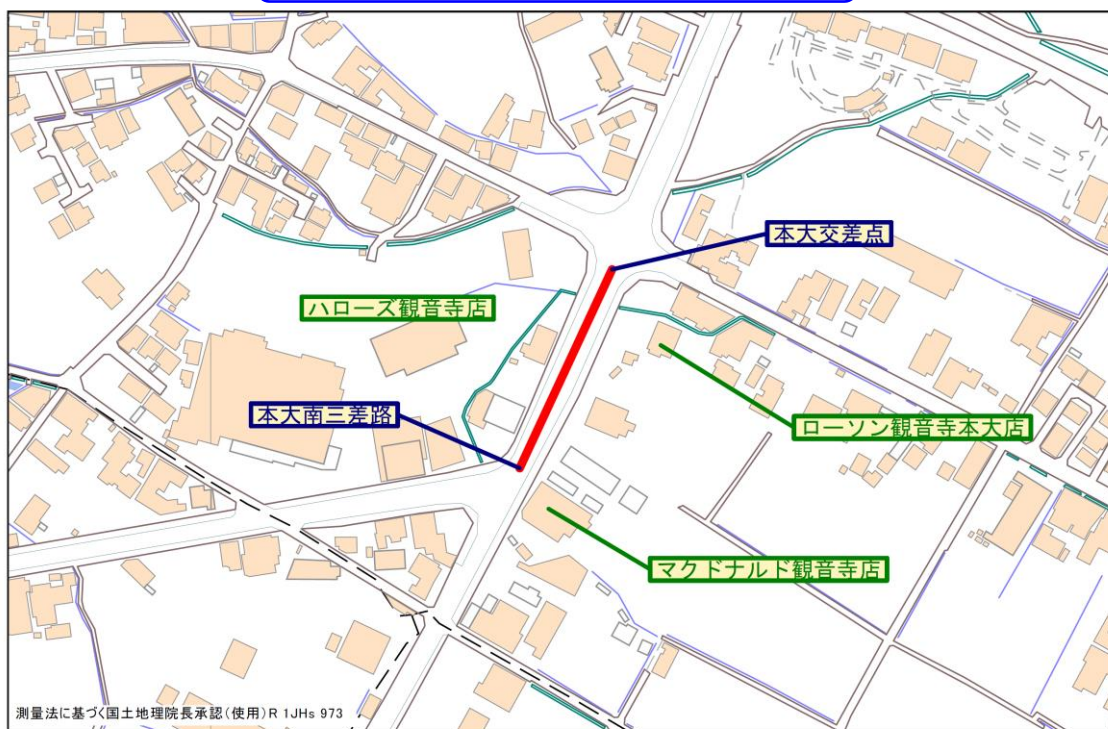 本大交差点
ハローズ観音寺店
本大南三差路
ローソン観音寺本大店
マクドナルド観音寺店
測量法に基づく国土地理院長承認(使用)R 1JHs 973